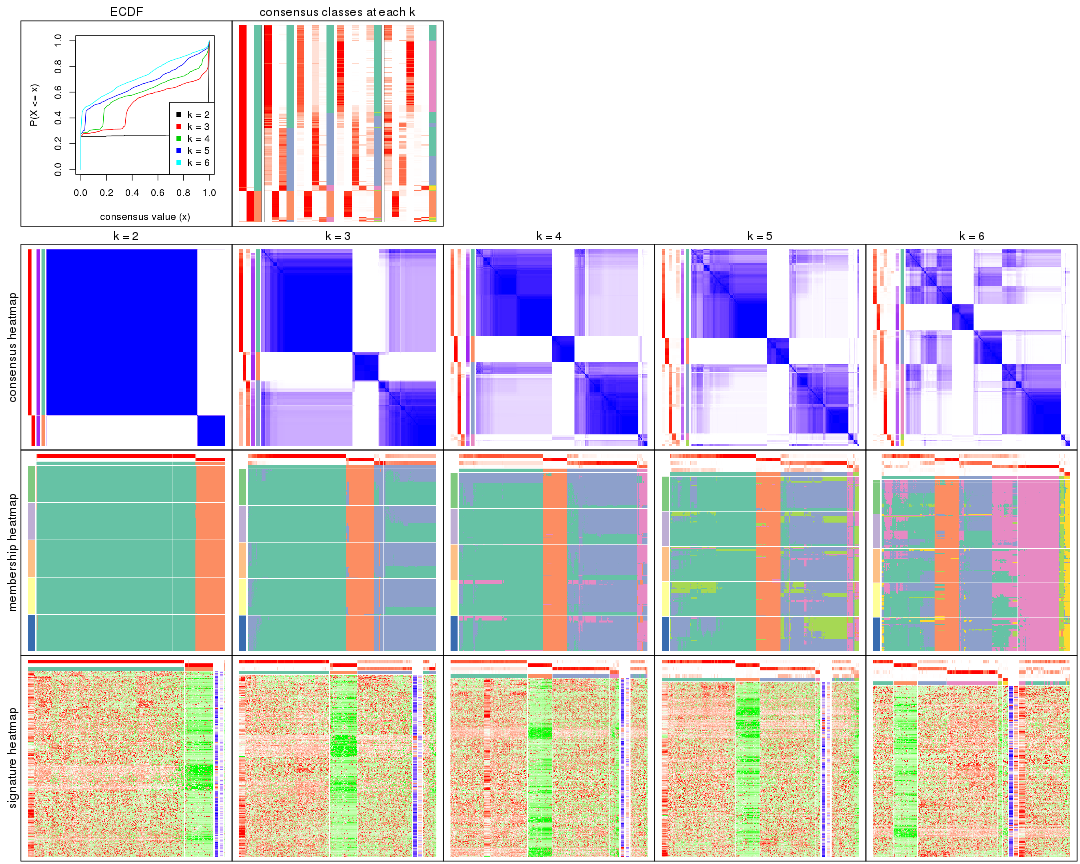 ECDF
consensus classes at each k
P(X <= x)
0.0 0.2 0.4 0.6 0.8 1.0
k = 2
k = 3
k = 4
k = 5
k = 6
0.0 0.2 0.4 0.6 0.8 1.0
consensus value (x)
k = 2
k = 3
k = 4
k = 5
k = 6
consensus heatmap
membership heatmap
signature heatmap